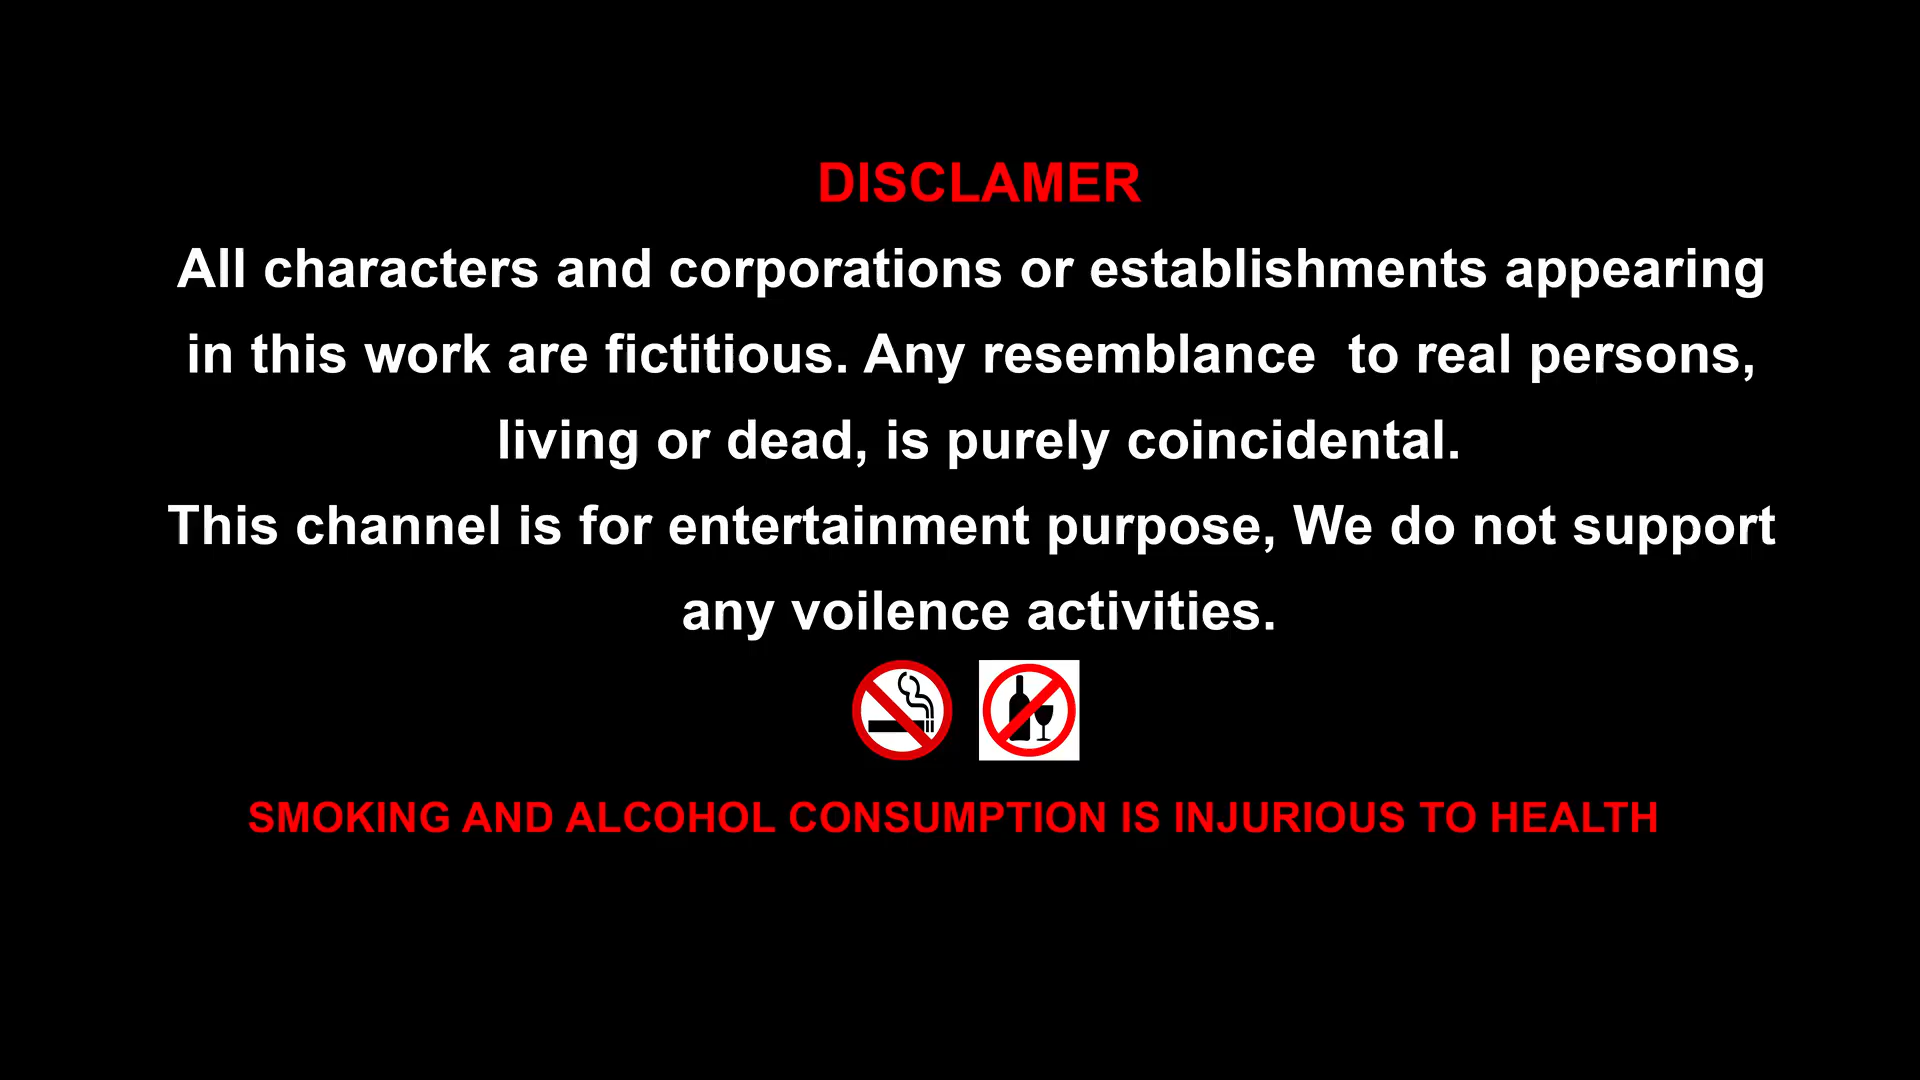 DISCLAMER
All characters and corporations or establishments appearing
in this work are fictitious. Any resemblance  to real persons,
living or dead, is purely coincidental.
This channel is for entertainment purpose, We do not support
any voilence activities.
SMOKING AND ALCOHOL CONSUMPTION IS INJURIOUS TO HEALTH